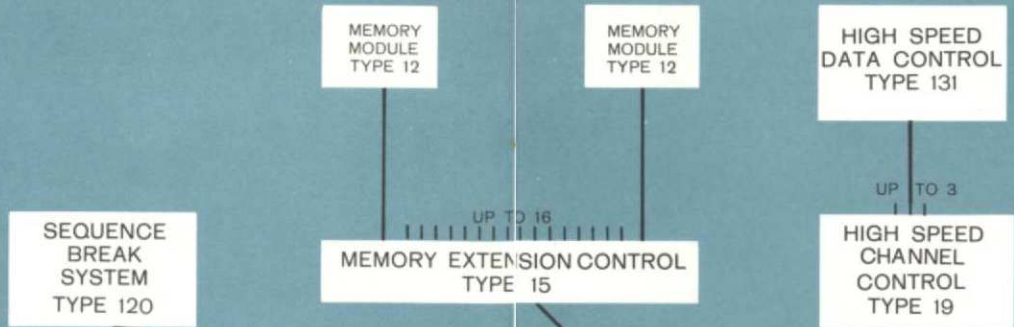 MEMORY
MODULE
TYPE 12
MEMORY
MODULE
TYPE 12
HIGH SPEED
DATA CONTROL
TYPE 131
UP TO 3
UP TO 16
SEQUENCE
BREAK
SYSTEM
TYPE 120
MEMORY EXTENSION CONTROL
TYPE 15
HIGH SPEED
CHANNEL
CONTROL
TYPE 19